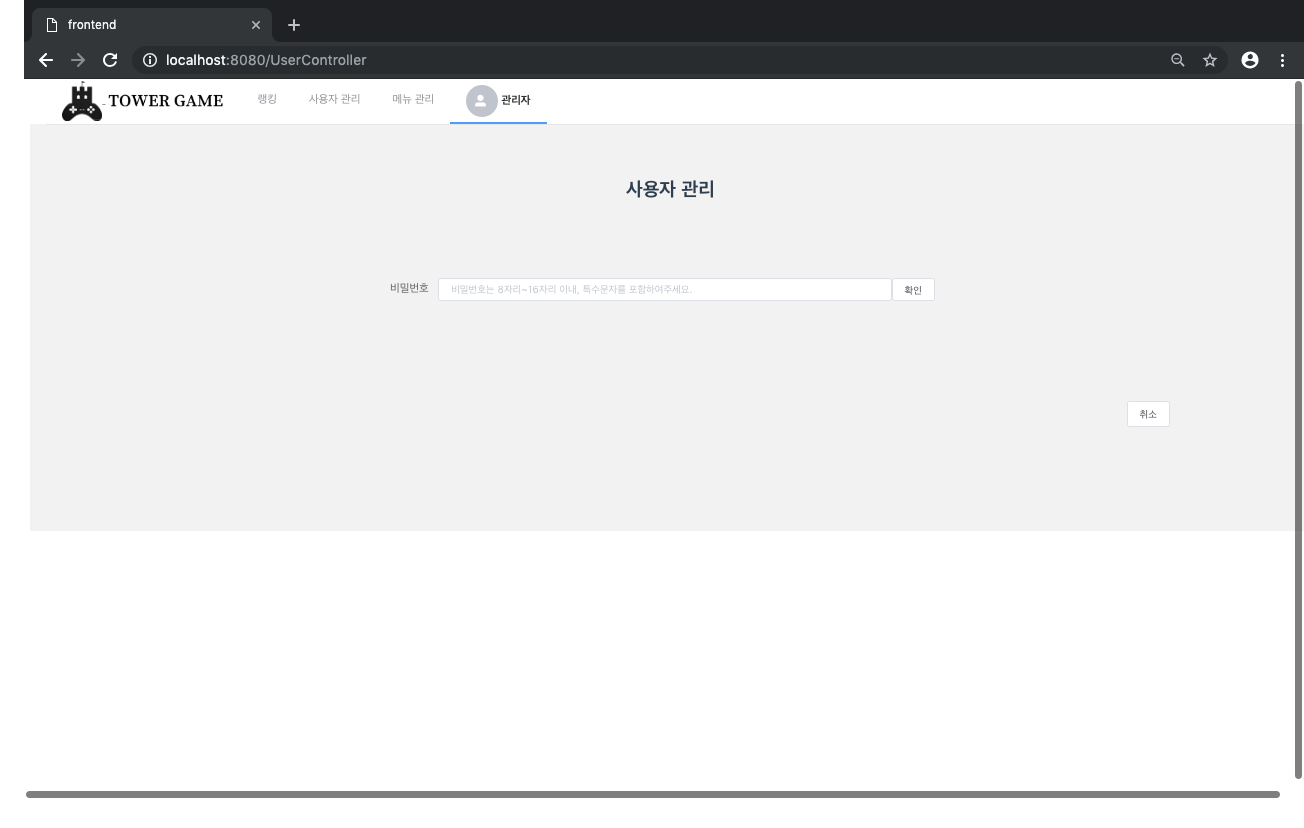 frontend
localhost:8080/UserController
TOWER GAME
랭킹
사용자 관리
메뉴 관리
관리자
사용자 관리
비밀번호
비밀번호는 8자리~16자리 이내, 특수문자를 포함하여주세요.
확인
취소